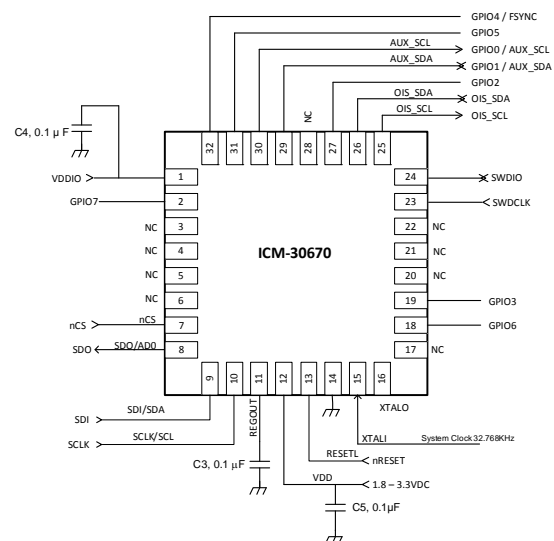 GPIO4 / FSYNC
GPIO5
AUX_SCL
GPIO0 / AUX_SCL
AUX_SDA
GPIO1 / AUX_SDA
GPIO2
OIS_SDA
OIS_SDA
OIS_SCL
OIS_SCL
NC
C4, 0.1 µ F
32
31
30
29
28
27
26
25
VDDIO
1
24
SWDIO
GPIO7
2
23
SWDCLK
NC
3
22
NC
NC
4
ICM-30670
21
NC
NC
5
20
NC
NC
6
19
GPIO3
nCS
nCS
7
18
GPIO6
SDO
SDO/AD0
8
17
NC
9
10
11
12
13
14
15
16
XTALO
SDI
SDI/SDA
REGOUT
SCLK
SCLK/SCL
XTALI
System Clock 32.768KHz
C3, 0.1 µF
RESETL
nRESET
VDD
1.8 – 3.3VDC
C5, 0.1µF